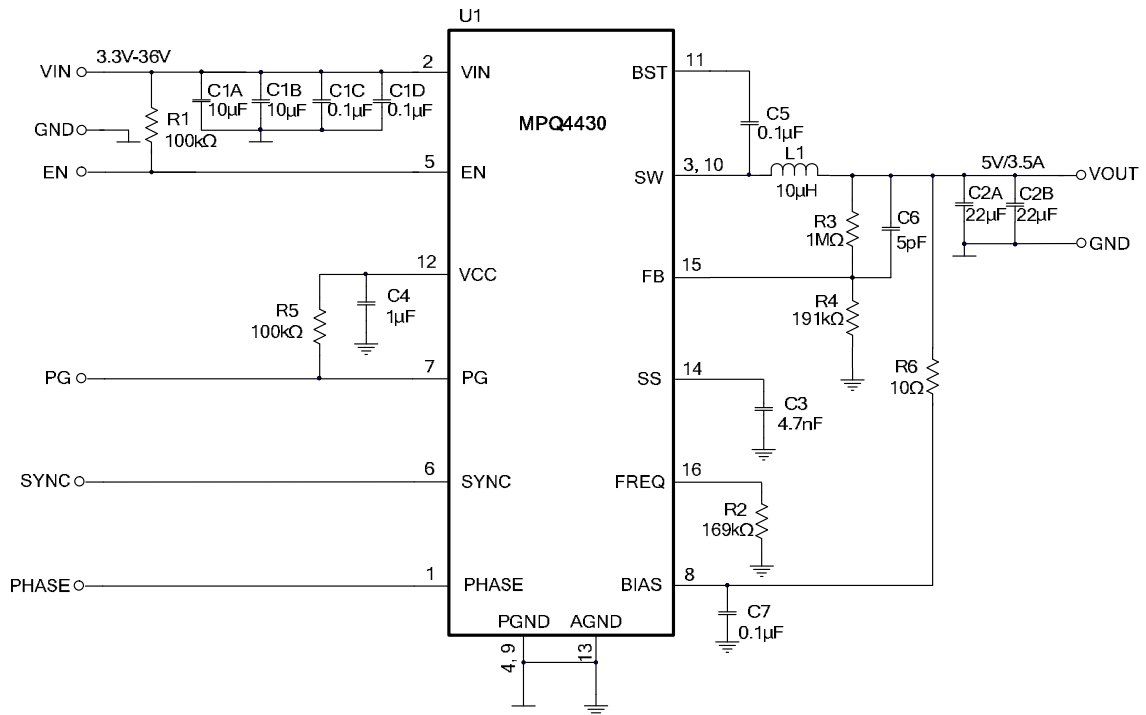 U1
3.3V-36V
VIN
2
VIN
BST
11
C1A
10µF
C1B
10µF
C1C
0.1µF
C1D
0.1µF
MPQ4430
C5
0.1µF
GND
R1
100kΩ
EN
5
EN
SW
3, 10
L1
10µH
5V/3.5A
VOUT
C2A
22µF
C2B
22µF
R3
1MΩ
C6
5pF
GND
12
VCC
FB
15
C4
1µF
R5
100kΩ
R4
191kΩ
PG
7
PG
SS
14
R6
10Ω
C3
4.7nF
SYNC
6
SYNC
FREQ
16
R2
169kΩ
PHASE
1
PHASE
BIAS
8
C7
0.1µF
PGND
AGND
4, 9
13